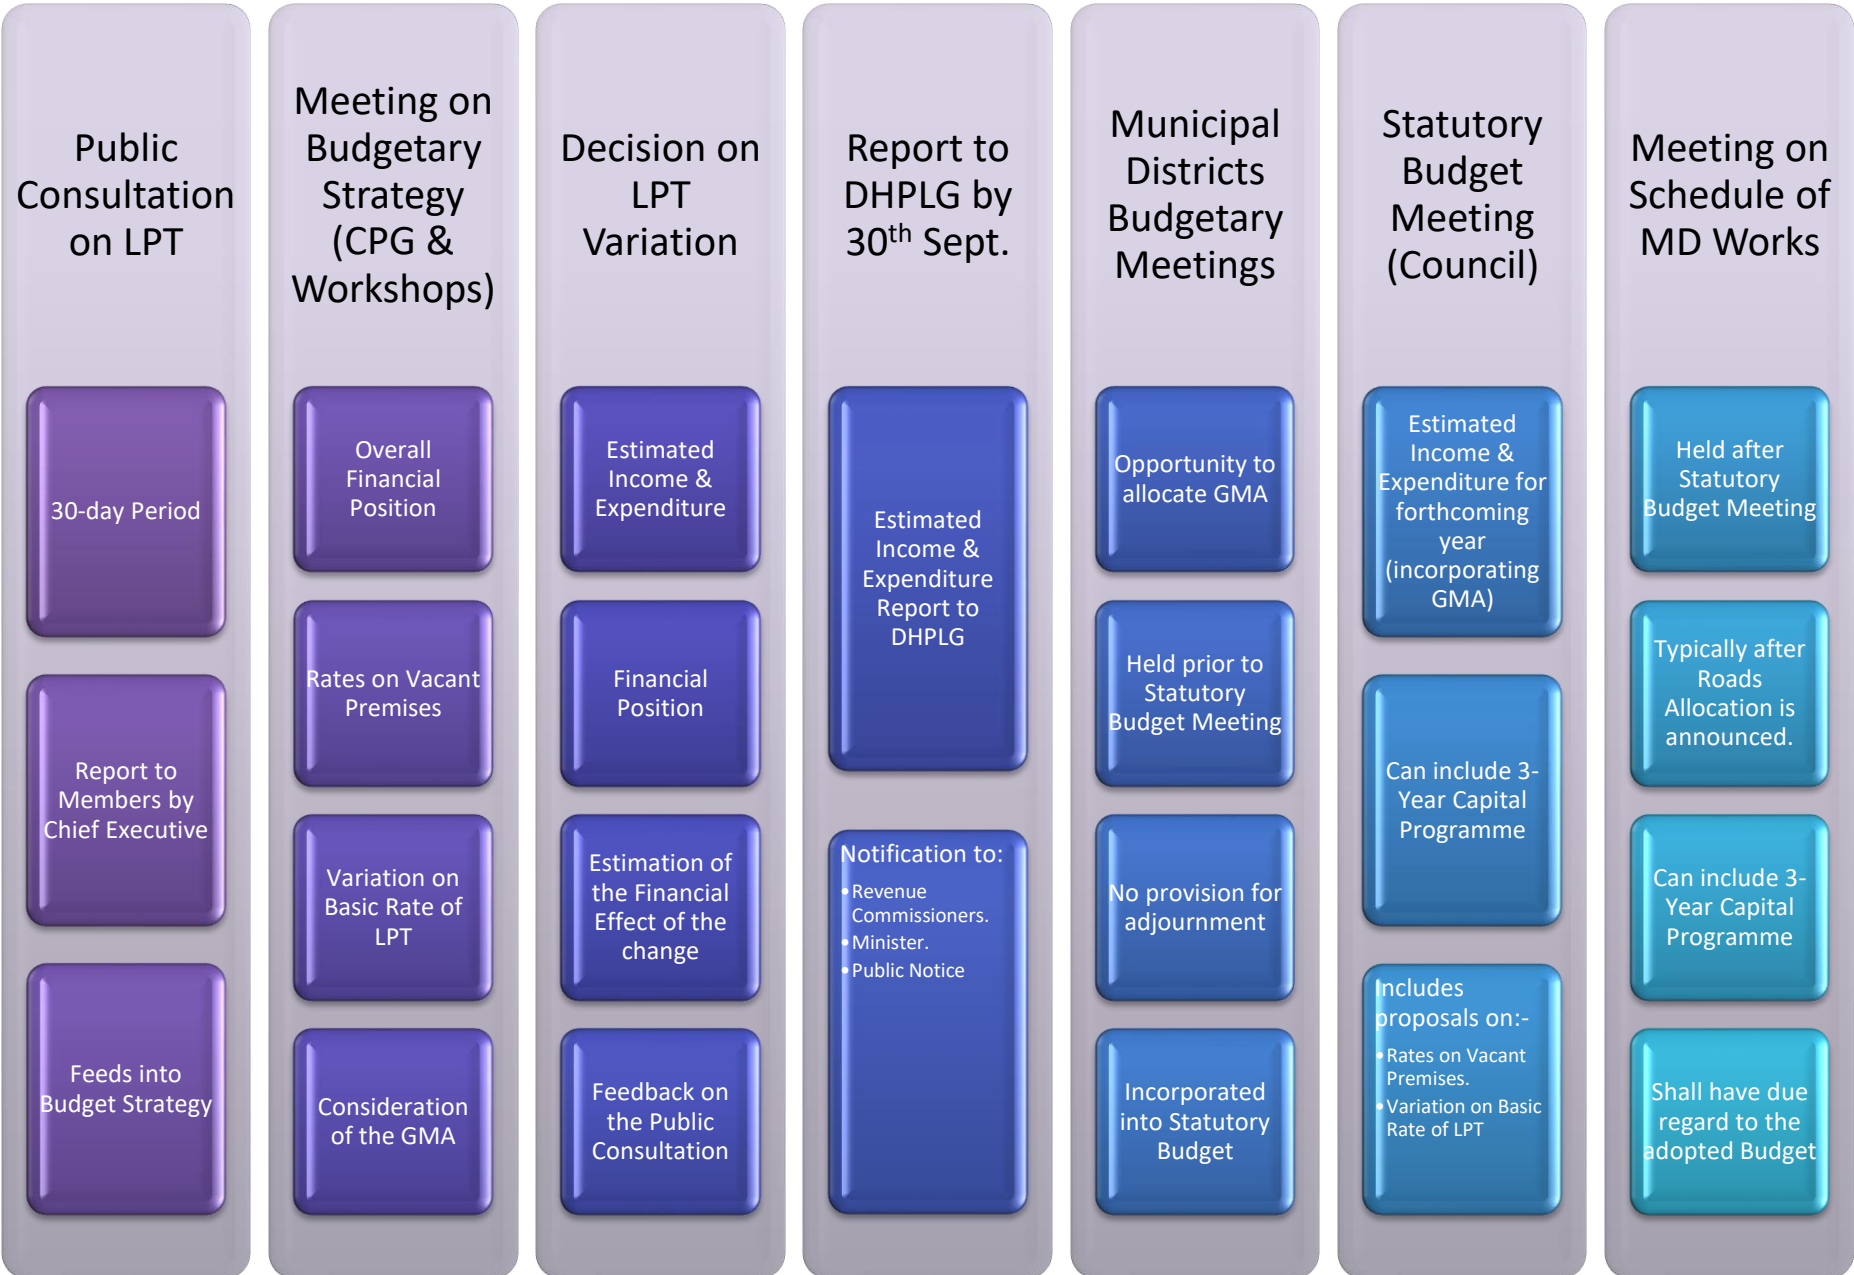 Public
Consultation
on LPT
30-day Period
Report to
Members by
Chief Executive
Feeds into
Budget Strategy
Meeting on
Budgetary
Strategy
(CPG &
Workshops)
Overall
Financial
Position
Rates on Vacant
Premises
Variation on
Basic Rate of
LPT
Consideration
of the GMA
Decision on
LPT
Variation
Estimated
Income &
Expenditure
Financial
Position
Estimation of
the Financial
Effect of the
change
Feedback on
the Public
Consultation
Report to
DHPLG by
30th Sept.
Estimated
Income &
Expenditure
Report to
DHPLG
Notification to:
•Revenue
Commissioners.
•Minister.
•Public Notice
Municipal
Districts
Budgetary
Meetings
Opportunity to
allocate GMA
Held prior to
Statutory
Budget Meeting
No provision for
adjournment
Incorporated
into Statutory
Budget
Statutory
Budget
Meeting
(Council)
Estimated
Income &
Expenditure for
forthcoming
year
(incorporating
GMA)
Can include 3-
Year Capital
Programme
Includes
proposals on:-
•Rates on Vacant
Premises.
•Variation on Basic
Rate of LPT
Meeting on
Schedule of
MD Works
Held after
Statutory
Budget Meeting
Typically after
Roads
Allocation is
announced.
Can include 3-
Year Capital
Programme
Shall have due
regard to the
adopted Budget